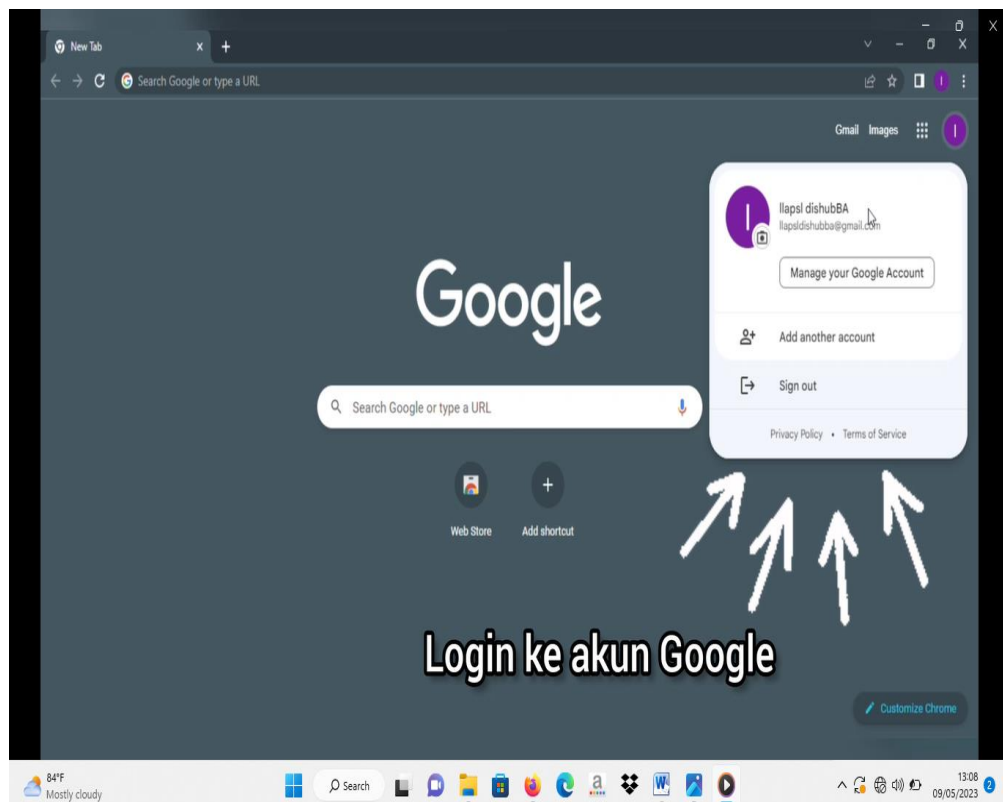 New Tab
Search Google or type a URL
Gmail Images
I
I
I
llapsl dishubBA
llapsldishubba@gmail.com
Manage your Google Account
Google
Add another account
Search Google or type a URL
Sign out
Privacy Policy • Terms of Service
Web Store Add shortcut
Login ke akun Google
Customize Chrome
84°F
Mostly cloudy
Search
a
W
13:08
09/05/2023
2